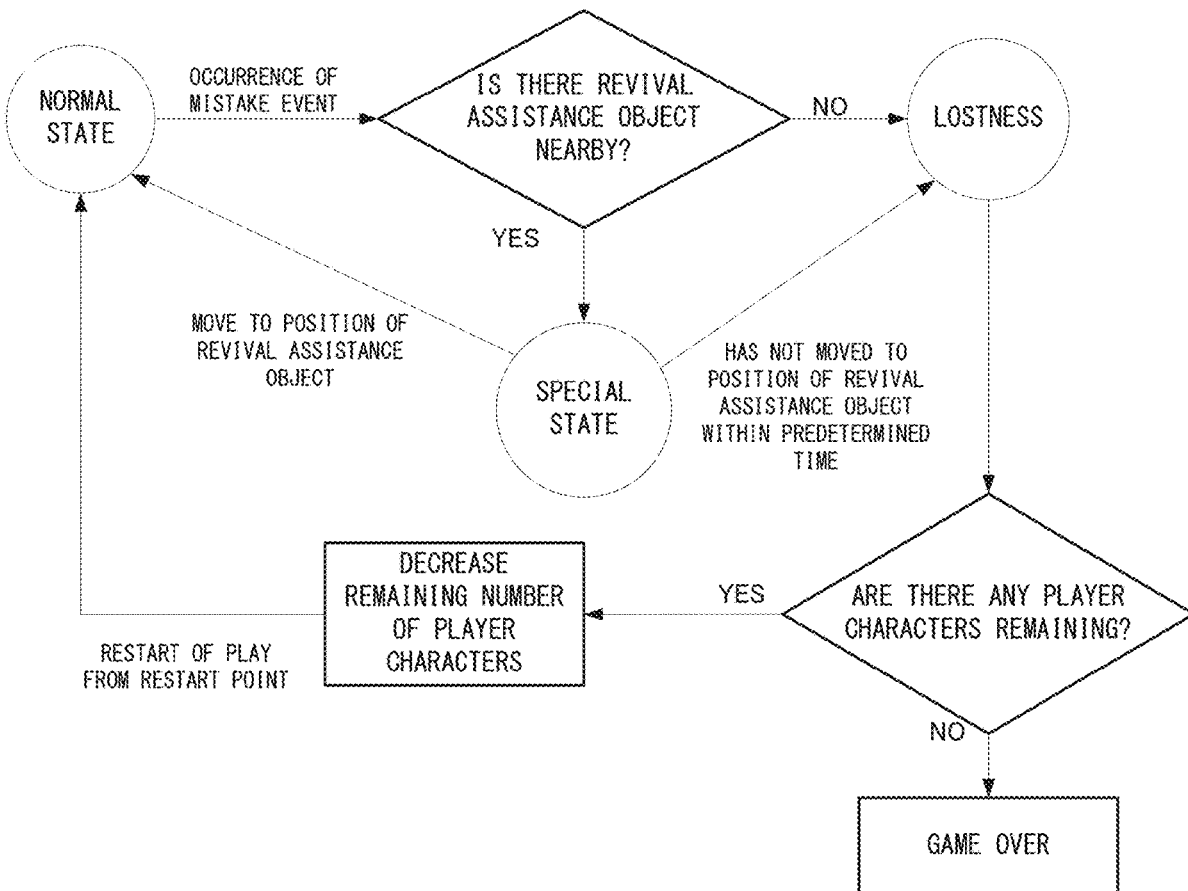 NORMAL
STATE
OCCURRENCE OF
MISTAKE EVENT
IS THERE REVIVAL
ASSISTANCE OBJECT
NEARBY?
NO
LOSTNESS
YES
MOVE TO POSITION OF
REVIVAL ASSISTANCE
OBJECT
SPECIAL
STATE
HAS NOT MOVED TO
POSITION OF REVIVAL
ASSISTANCE OBJECT
WITHIN PREDETERMINED
TIME
DECREASE
REMAINING NUMBER
OF PLAYER
CHARACTERS
YES
ARE THERE ANY PLAYER
CHARACTERS REMAINING?
RESTART OF PLAY
FROM RESTART POINT
NO
GAME OVER